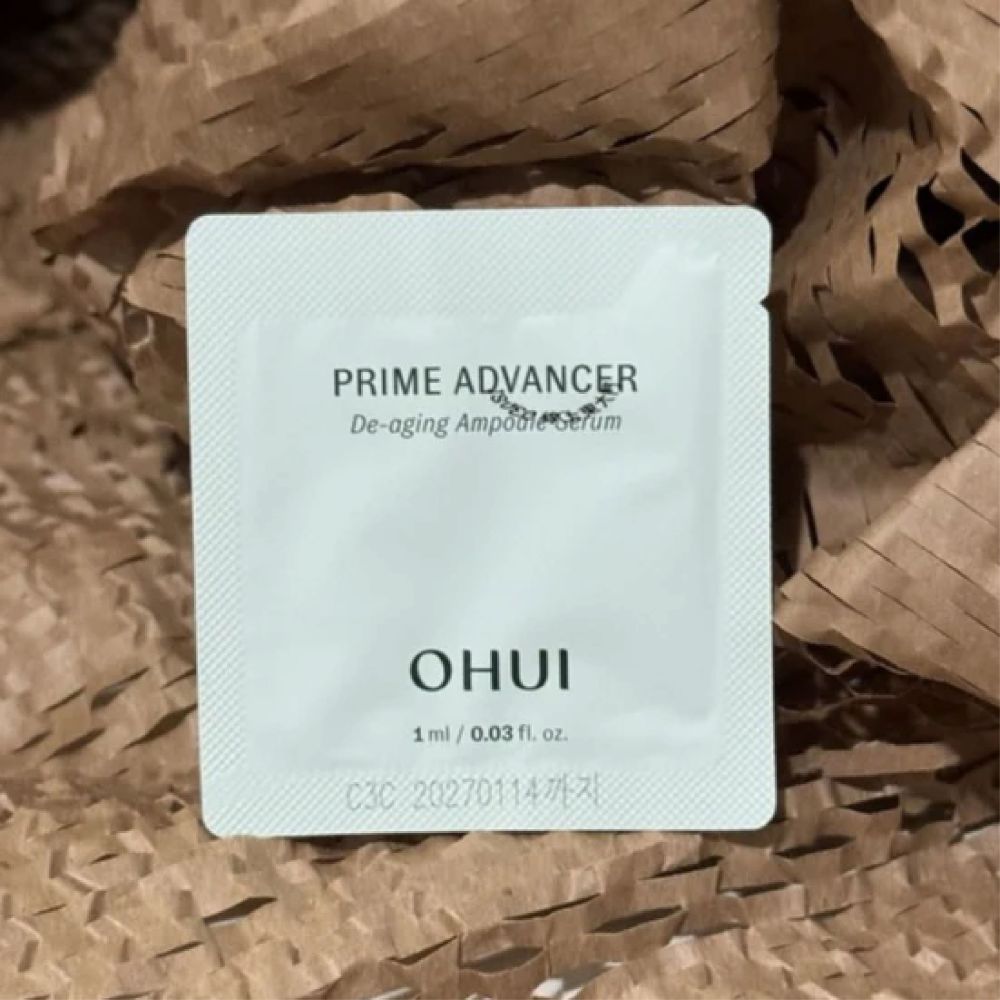 PRIME ADVANCER
De-aging Ampoule Serum
OHUI
1 ml / 0.03 fl. oz.
C3C 20270114까지